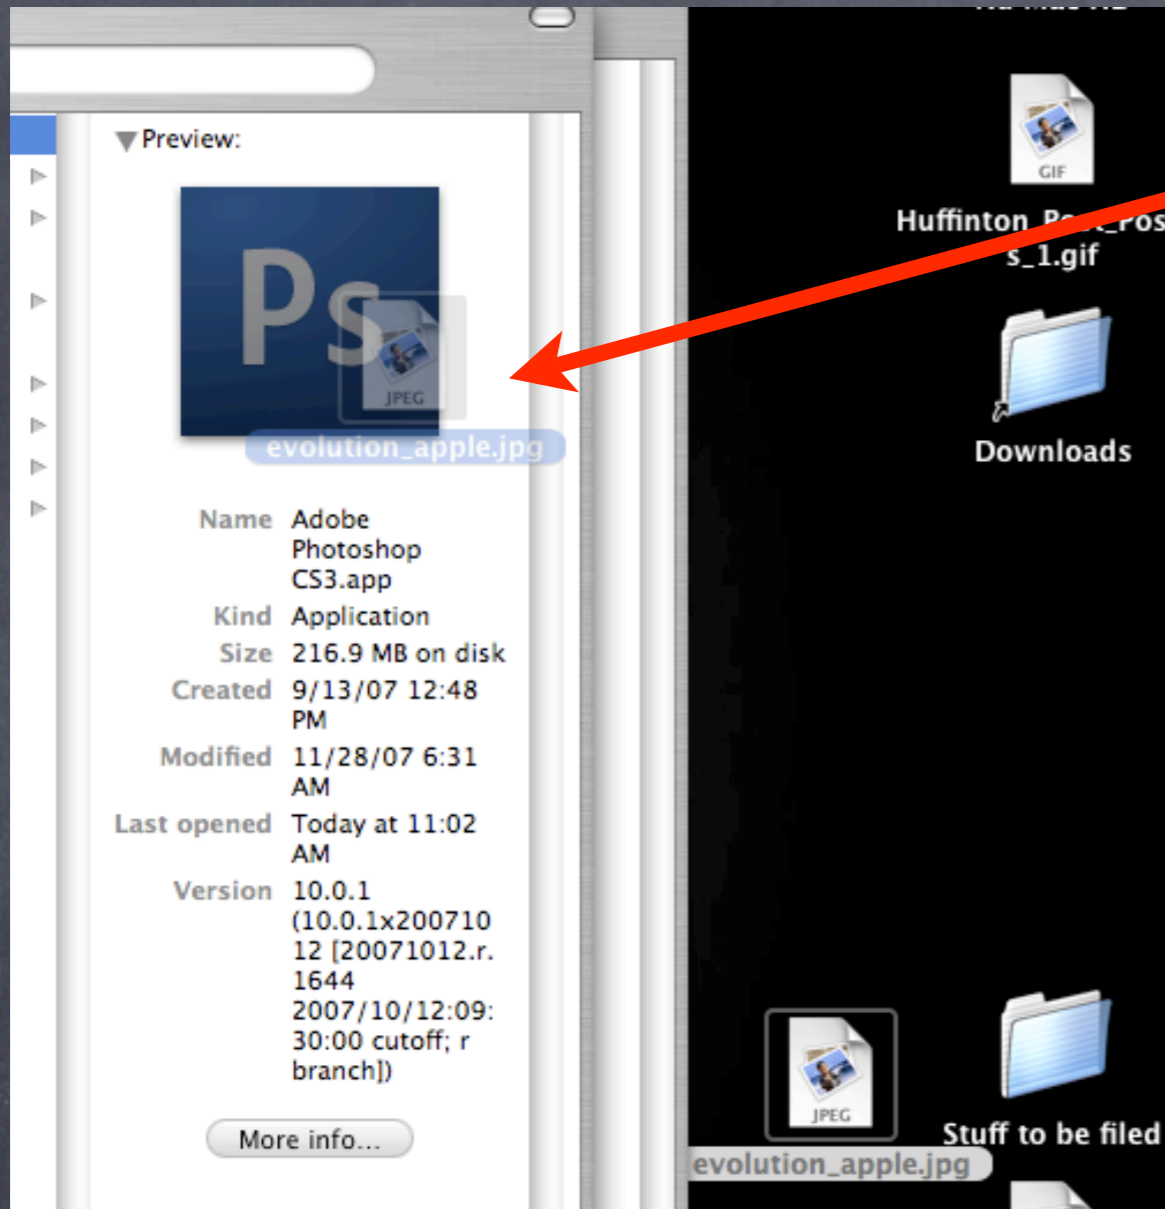 Preview:
Ps
JPEG
evolution_apple.jpg
Name Adobe
Photoshop
CS3.app
Kind Application
Size 216.9 MB on disk
Created 9/13/07 12:48
PM
Modified 11/28/07 6:31
AM
Last opened Today at 11:02
AM
Version 10.0.1
(10.0.1x200710
12 [20071012.r.
1644
2007/10/12:09:
30:00 cutoff; r
branch])
More info...
GIF
Huffinton_Post_Pos
s_1.gif
Downloads
JPEG
evolution_apple.jpg
Stuff to be filed